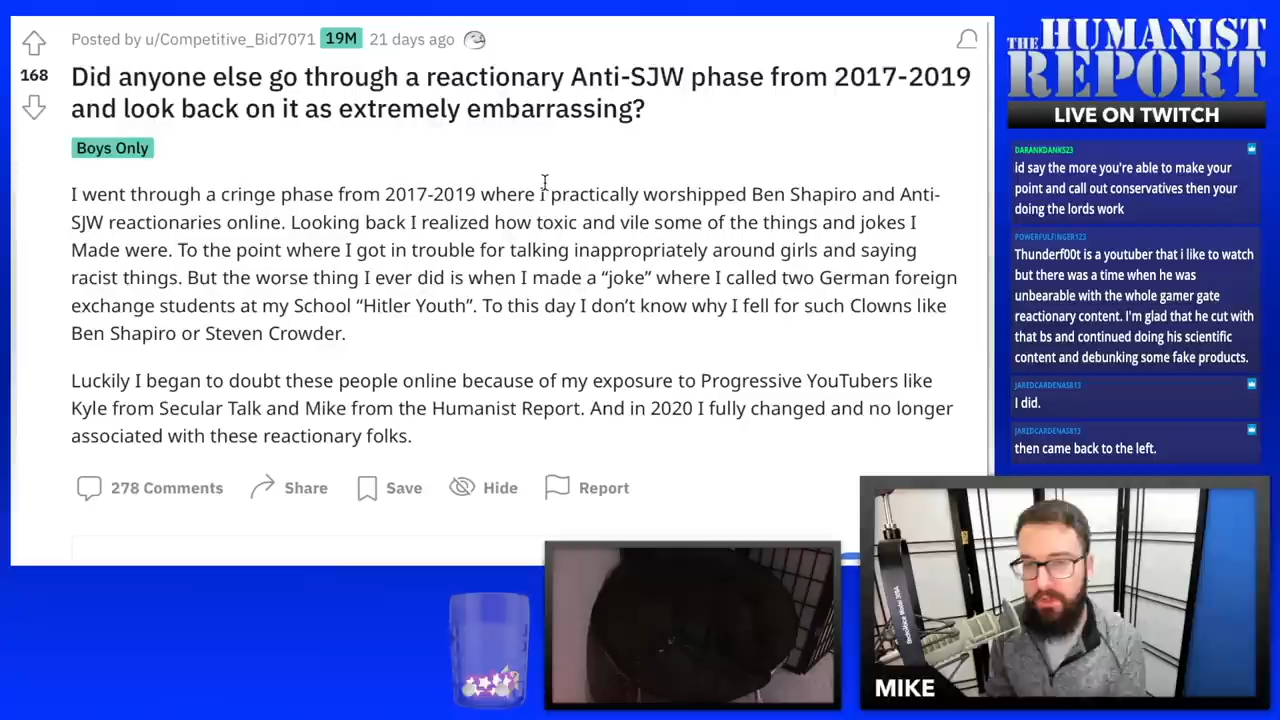 Posted by u/Competitive_Bid7071 19M 21 days ago
168
Did anyone else go through a reactionary Anti-SJW phase from 2017-2019
and look back on it as extremely embarrassing?
Boys Only
I went through a cringe phase from 2017-2019 where i practically worshipped Ben Shapiro and Anti-
SJW reactionaries online. Looking back I realized how toxic and vile some of the things and jokes I
Made were. To the point where I got in trouble for talking inappropriately around girls and saying
racist things. But the worse thing I ever did is when I made a “joke” where I called two German foreign
exchange students at my School “Hitler Youth”. To this day I don’t know why I fell for such Clowns like
Ben Shapiro or Steven Crowder.
Luckily I began to doubt these people online because of my exposure to Progressive YouTubers like
Kyle from Secular Talk and Mike from the Humanist Report. And in 2020 I fully changed and no longer
associated with these reactionary folks.
278 Comments Share Save Hide Report
THE HUMANIST
REPORT
LIVE ON TWITCH
DARANKDANKS23
id say the more you're able to make your
point and call out conservatives then your
doing the lords work
POWERFULFINGER123
Thunderf00t is a youtuber that i like to watch
but there was a time when he was
unbearable with the whole gamer gate
reactionary content. I'm glad that he cut with
that bs and continued doing his scientific
content and debunking some fake products.
JAREDCARDENAS813
I did.
JAREDCARDENAS813
then came back to the left.
MIKE